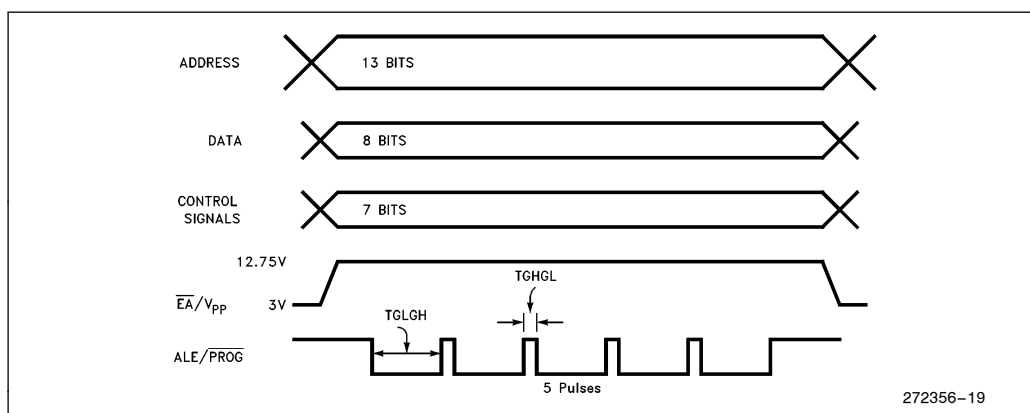 ADDRESS
13 BITS
DATA
8 BITS
CONTROL
SIGNALS
7 BITS
12.75V
TGHGL
EA/VPP
3V
TGLGH
ALE/PROG
5 Pulses
272356–19